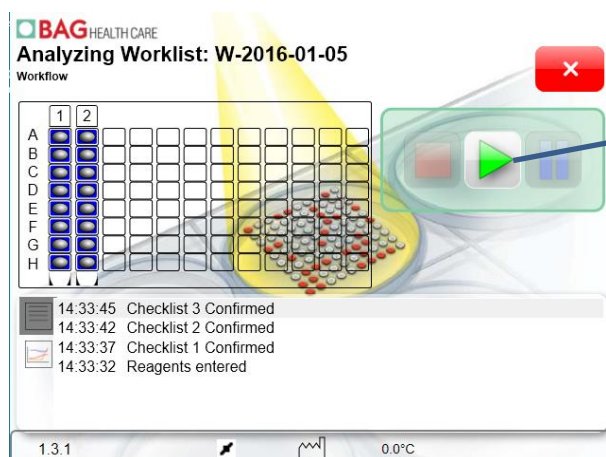 BAG HEALTH CARE
Analyzing Worklist: W-2016-01-05
Workflow
1 2
A
B
C
D
E
F
G
H
14:33:45 Checklist 3 Confirmed
14:33:42 Checklist 2 Confirmed
14:33:37 Checklist 1 Confirmed
14:33:32 Reagents entered
1.3.1 0.0°C